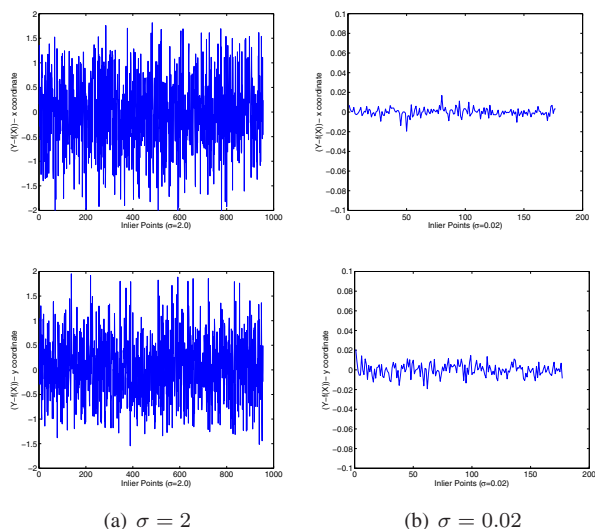 2
1.5
1
0.5
0
−0.5
−1
−1.5
−2
0 200 400 600 800 1000
(Y−f(X))− x coordinate
Inlier Points (σ=2.0)
0.1
0.08
0.06
0.04
0.02
0
−0.02
−0.04
−0.06
−0.08
−0.1
0 50 100 150 200
(Y−f(X))− x coordinate
Inlier Points (σ=0.02)
2
1.5
1
0.5
0
−0.5
−1
−1.5
−2
0 200 400 600 800 1000
(Y−f(X))− y coordinate
Inlier Points (σ=2.0)
0.1
0.08
0.06
0.04
0.02
0
−0.02
−0.04
−0.06
−0.08
−0.1
0 50 100 150 200
(Y−f(X))− y coordinate
Inlier Points (σ=0.02)
(a) σ = 2
(b) σ = 0.02